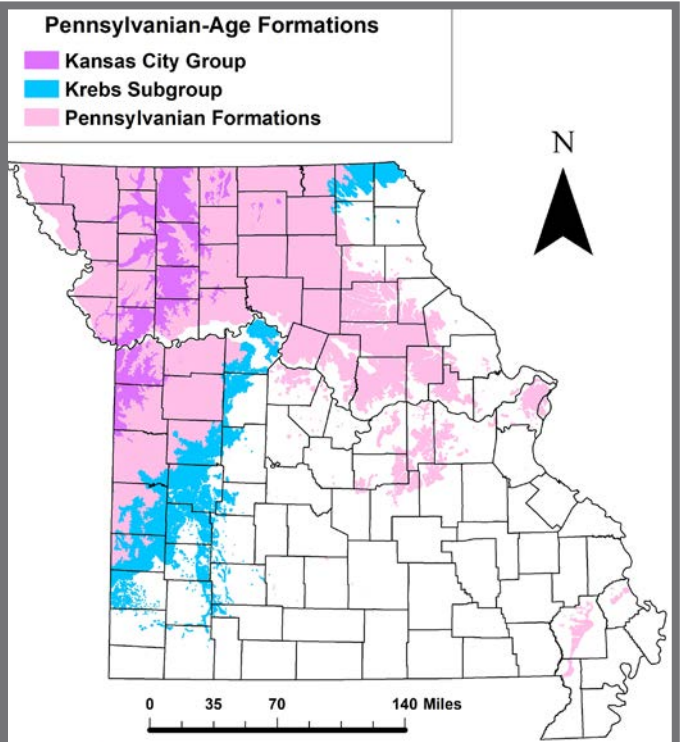 Pennsylvanian-Age Formations
Kansas City Group
Krebs Subgroup
Pennsylvanian Formations
N
0 35 70 140 Miles